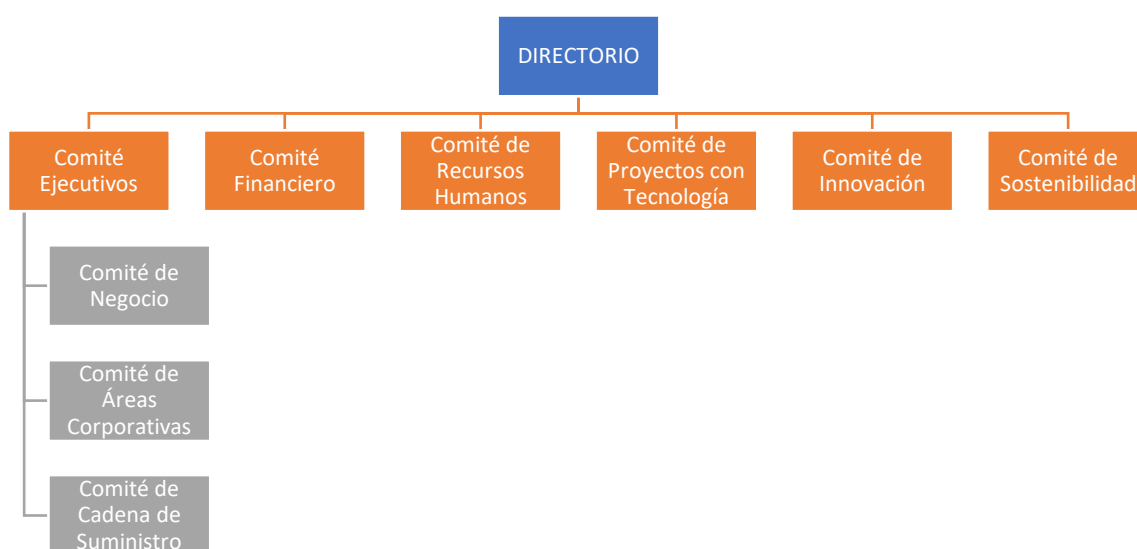 DIRECTORIO
Comité
Ejecutivos
Comité
Financiero
Comité de
Recursos
Humanos
Comité de
Proyectos con
Tecnología
Comité de
Innovación
Comité de
Sostenibilidad
Comité de
Negocio
Comité de
Áreas
Corporativas
Comité de
Cadena de
Suministro